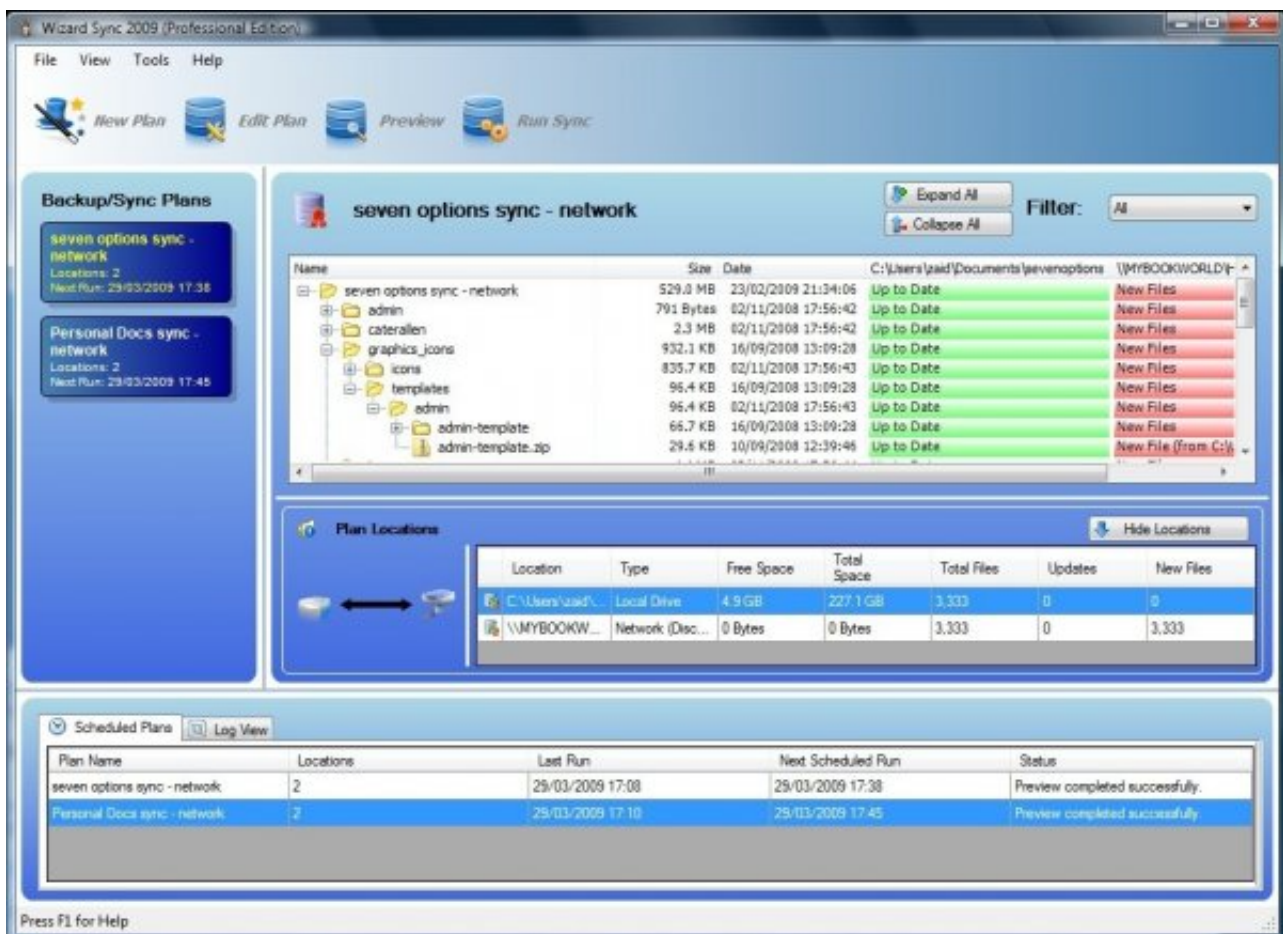 Wizard Sync 2009 (Professional Edition)
File View Tools Help
New Plan Edit Plan Preview Run Sync
Backup/Sync Plans
seven options sync -
network
Locations: 2
Next Run: 29/03/2009 17:38
Personal Docs sync -
network
Locations: 2
Next Run: 29/03/2009 17:45
seven options sync - network
Expand All
Collapse All
Filter: All
Name Size Date C:\Users\zaid\Documents\sevenoptions \\MYBOOKWORLD\
seven options sync - network 529.0 MB 23/02/2009 21:34:06 Up to Date New Files
admin 791 Bytes 02/11/2008 17:56:42 Up to Date New Files
caterallen 2.3 MB 02/11/2008 17:56:42 Up to Date New Files
graphics_icons 932.1 KB 16/09/2008 13:09:28 Up to Date New Files
icons 835.7 KB 02/11/2008 17:56:43 Up to Date New Files
templates 96.4 KB 16/09/2008 13:09:28 Up to Date New Files
admin 96.4 KB 02/11/2008 17:56:43 Up to Date New Files
admin-template 66.7 KB 16/09/2008 13:09:28 Up to Date New Files
admin-template.zip 29.6 KB 10/09/2008 12:39:46 Up to Date New File (from C:\
Plan Locations
Hide Locations
Location Type Free Space Total Space Total Files Updates New Files
C:\Users\zaid\... Local Drive 4.9 GB 227.1 GB 3,333 0 0
\\MYBOOKW... Network (Disc... 0 Bytes 0 Bytes 3,333 0 3,333
Scheduled Plans Log View
Plan Name Locations Last Run Next Scheduled Run Status
seven options sync - network 2 29/03/2009 17:08 29/03/2009 17:38 Preview completed successfully.
Personal Docs sync - network 2 29/03/2009 17:10 29/03/2009 17:45 Preview completed successfully.
Press F1 for Help